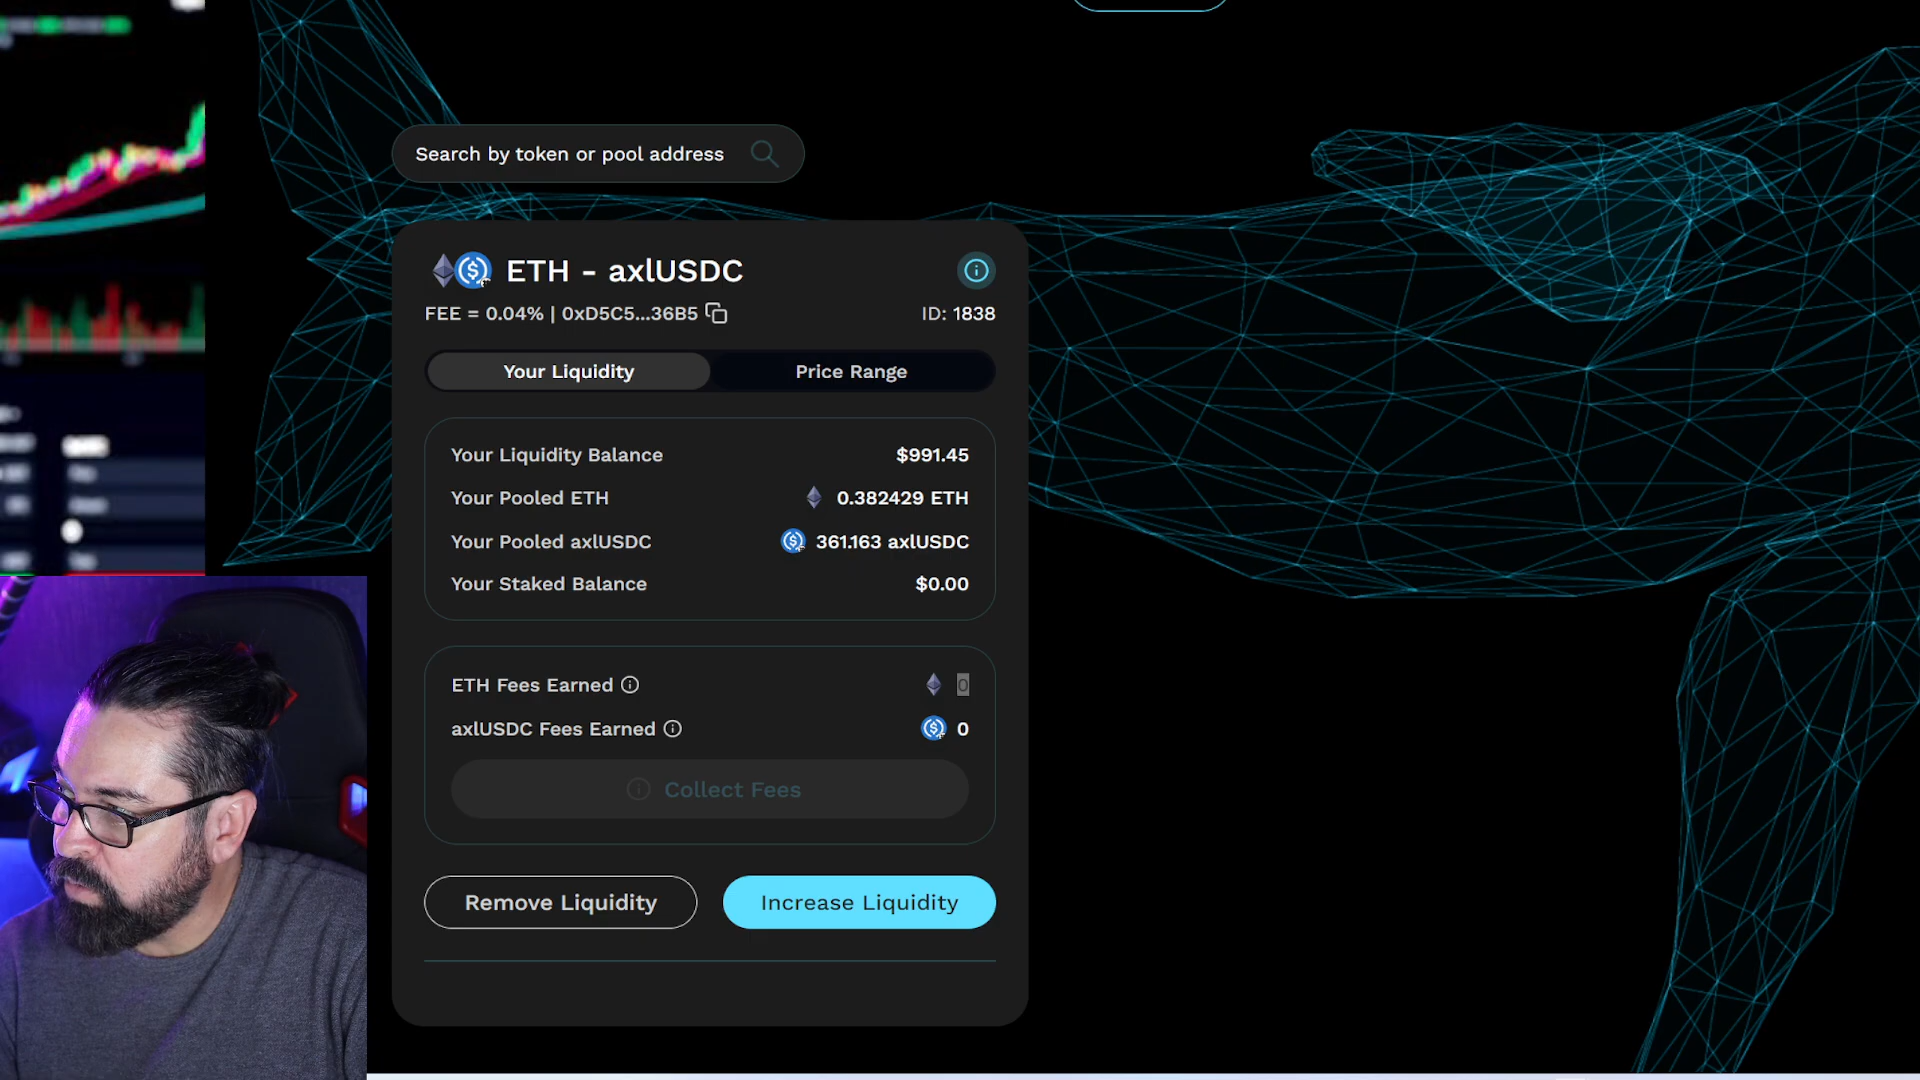 Search by token or pool address
ETH - axlUSDC
FEE = 0.04% | 0xD5C5...36B5
ID: 1838
Your Liquidity
Price Range
Your Liquidity Balance
$991.45
Your Pooled ETH
0.382429 ETH
Your Pooled axlUSDC
361.163 axlUSDC
Your Staked Balance
$0.00
ETH Fees Earned
0
axlUSDC Fees Earned
0
Collect Fees
Remove Liquidity
Increase Liquidity